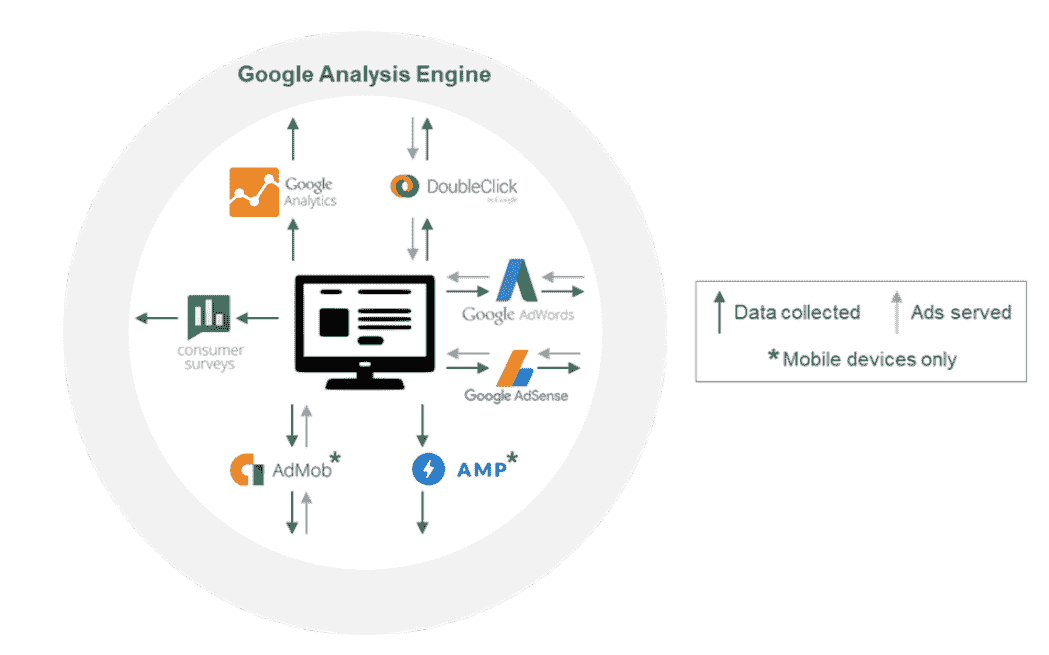 Google Analysis Engine
Google
Analytics
DoubleClick
by Google
Google AdWords
consumer
surveys
Google AdSense
AdMob*
AMP*
Data collected
Ads served
*Mobile devices only